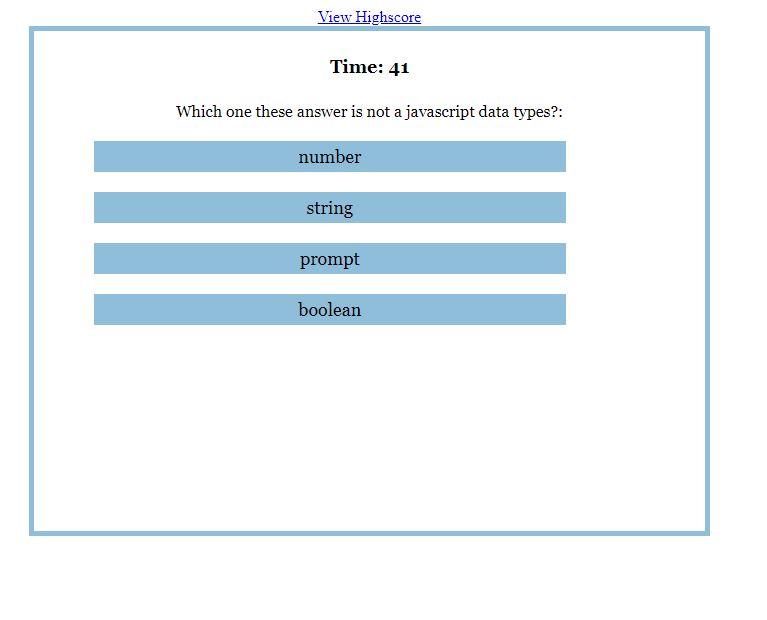 View Highscore
Time: 41
Which one these answer is not a javascript data types?:
number
string
prompt
boolean